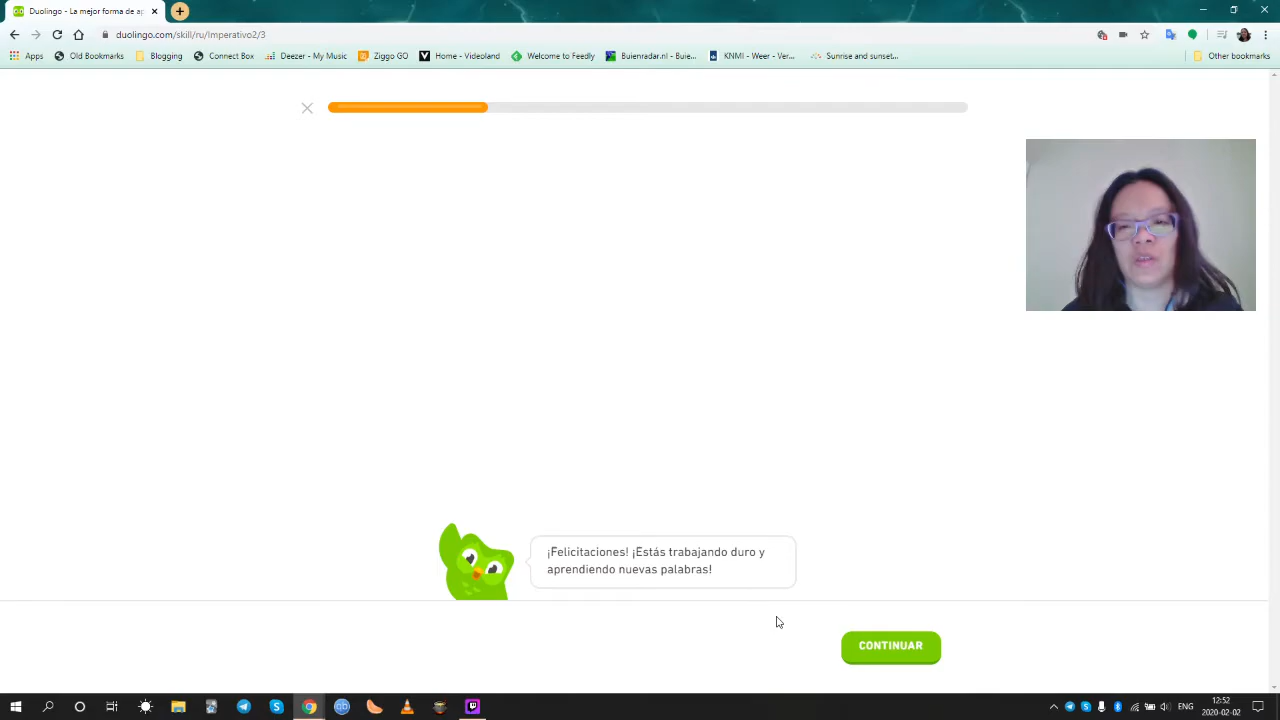 Duolingo - La mejor forma de ap
duolingo.com/skill/ru/Imperativo2/3
Apps Old Bookmarks Blogging Connect Box Deezer - My Music Ziggo GO Home - Videoland Welcome to Feedly Buienradar.nl - Buie... KNMI - Weer - Ver... Sunrise and sunset... Other bookmarks
¡Felicitaciones! ¡Estás trabajando duro y
aprendiendo nuevas palabras!
CONTINUAR
ENG
12:52
2020-02-02